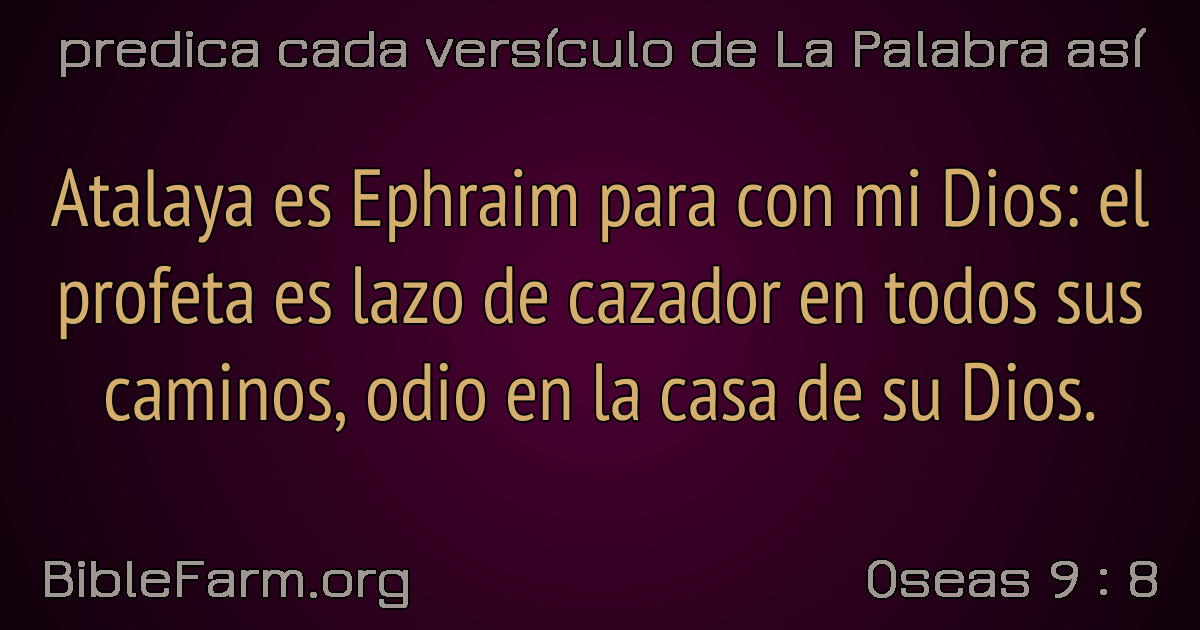 predica cada versículo de La Palabra así
Atalaya es Ephraim para con mi Dios: el
profeta es lazo de cazador en todos sus
caminos, odio en la casa de su Dios.
BibleFarm.org
Oseas 9 : 8